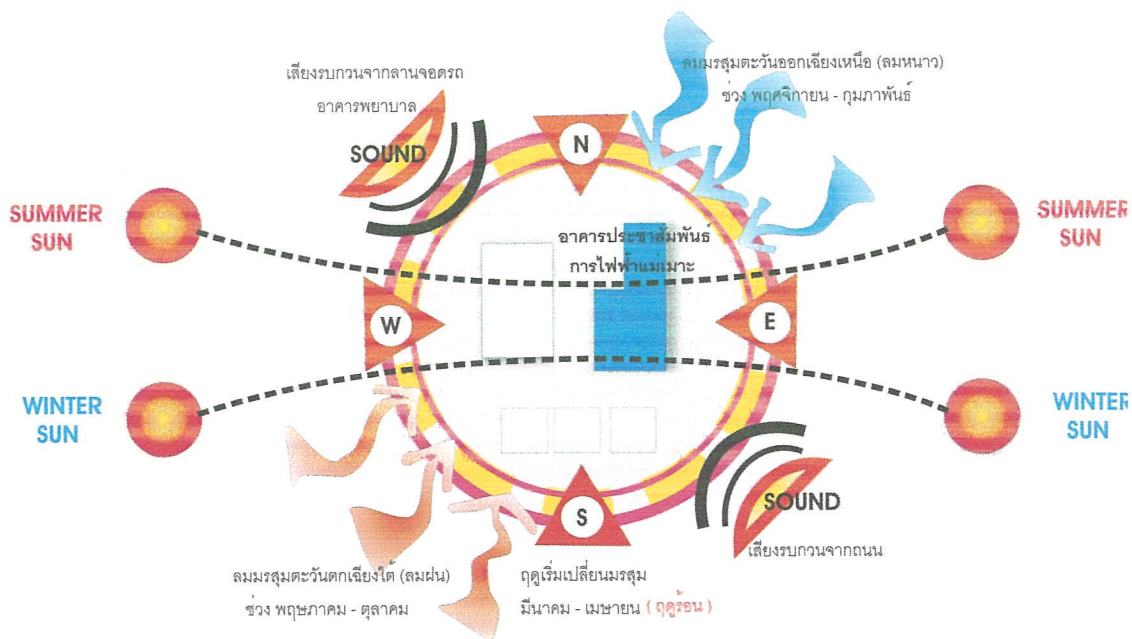 เสียงรบกวนจากลานจอดรถ
อาคารพยาบาล
SOUND
ลมมรสุมตะวันออกเฉียงเหนือ (ลมหนาว)
ช่วง พฤศจิกายน - กุมภาพันธ์
N
SUMMER
SUN
SUMMER
SUN
อาคารประชาสัมพันธ์
การไฟฟ้าแม่เมาะ
W
E
WINTER
SUN
WINTER
SUN
SOUND
เสียงรบกวนจากถนน
S
ลมมรสุมตะวันตกเฉียงใต้ (ลมฝน)
ช่วง พฤษภาคม - ตุลาคม
ฤดูเริ่มเปลี่ยนมรสุม
มีนาคม - เมษายน ( ฤดูร้อน )